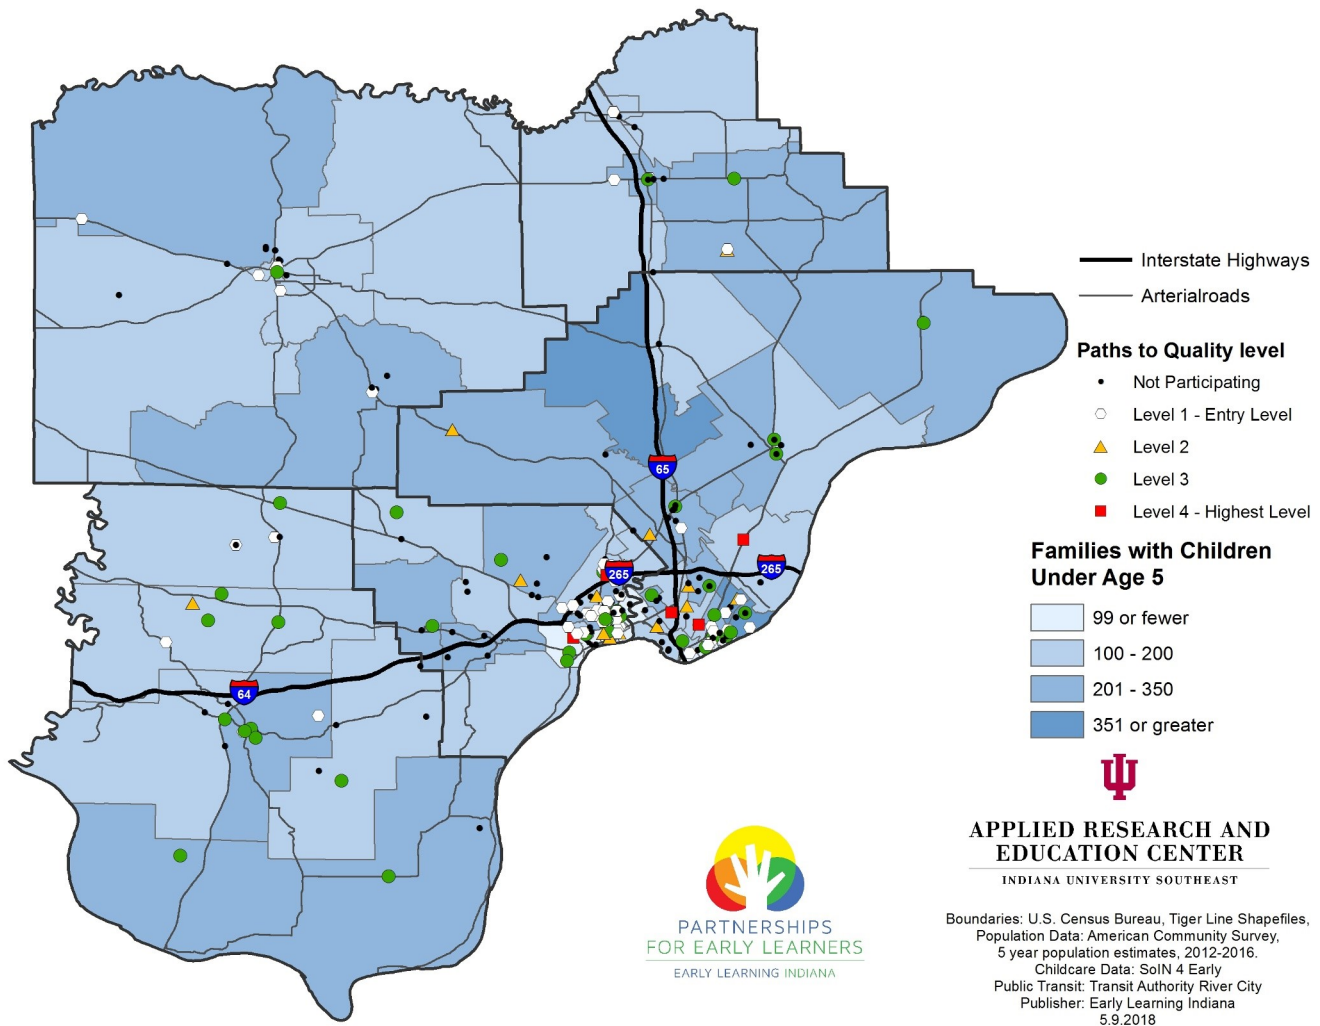 Interstate Highways
Arterialroads
Paths to Quality level
Not Participating
Level 1 - Entry Level
Level 2
Level 3
Level 4 - Highest Level
65
265
265
64
Families with Children
Under Age 5
99 or fewer
100 - 200
201 - 350
351 or greater
APPLIED RESEARCH AND
EDUCATION CENTER
INDIANA UNIVERSITY SOUTHEAST
PARTNERSHIPS
FOR EARLY LEARNERS
EARLY LEARNING INDIANA
Boundaries: U.S. Census Bureau, Tiger Line Shapefiles,
Population Data: American Community Survey,
5 year population estimates, 2012-2016.
Childcare Data: SoIN 4 Early
Public Transit: Transit Authority River City
Publisher: Early Learning Indiana
5.9.2018